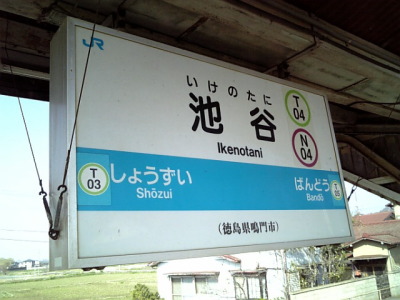 JR
いけのたに
池谷
Ikenotani
T
04
N
04
T
03
しょうずい
Shōzui
ばんどう
Bandō
(徳島県鳴門市)